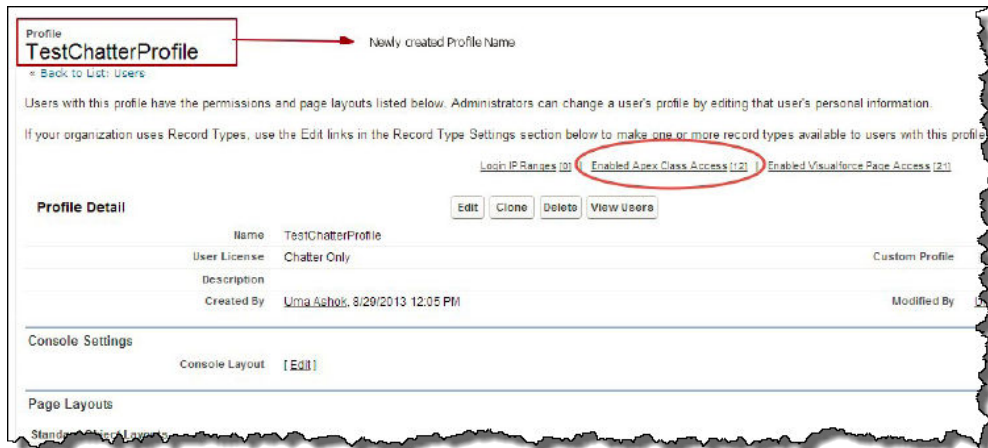 Profile
TestChatterProfile
Newly created Profile Name
« Back to List: Users
Users with this profile have the permissions and page layouts listed below. Administrators can change a user's profile by editing that user's personal information.
If your organization uses Record Types, use the Edit links in the Record Type Settings section below to make one or more record types available to users with this profile
Login IP Ranges [0] | Enabled Apex Class Access [12] | Enabled Visualforce Page Access [21]
Profile Detail Edit Clone Delete View Users
Name TestChatterProfile
User License Chatter Only Custom Profile
Description
Created By Uma Ashok, 8/29/2013 12:05 PM Modified By
Console Settings
Console Layout [ Edit ]
Page Layouts
Standard Object Layouts